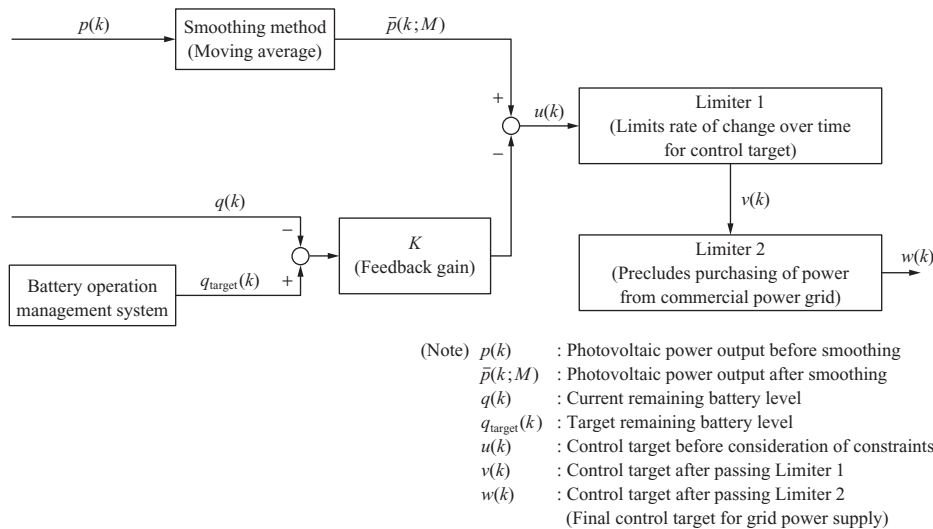 p(k)
Smoothing method
(Moving average)
p̄(k;M)
+
u(k)
−
Limiter 1
(Limits rate of change over time
for control target)
v(k)
q(k)
−
+
K
(Feedback gain)
Battery operation
management system
q_target(k)
Limiter 2
(Precludes purchasing of power
from commercial power grid)
w(k)
(Note) p(k) : Photovoltaic power output before smoothing
p̄(k;M) : Photovoltaic power output after smoothing
q(k) : Current remaining battery level
q_target(k) : Target remaining battery level
u(k) : Control target before consideration of constraints
v(k) : Control target after passing Limiter 1
w(k) : Control target after passing Limiter 2
(Final control target for grid power supply)